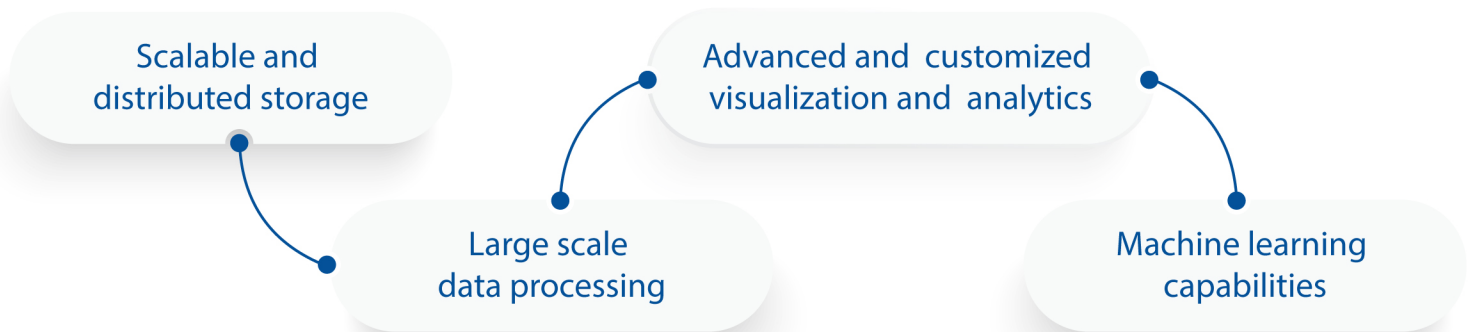 Scalable and
distributed storage
Large scale
data processing
Advanced and customized
visualization and analytics
Machine learning
capabilities